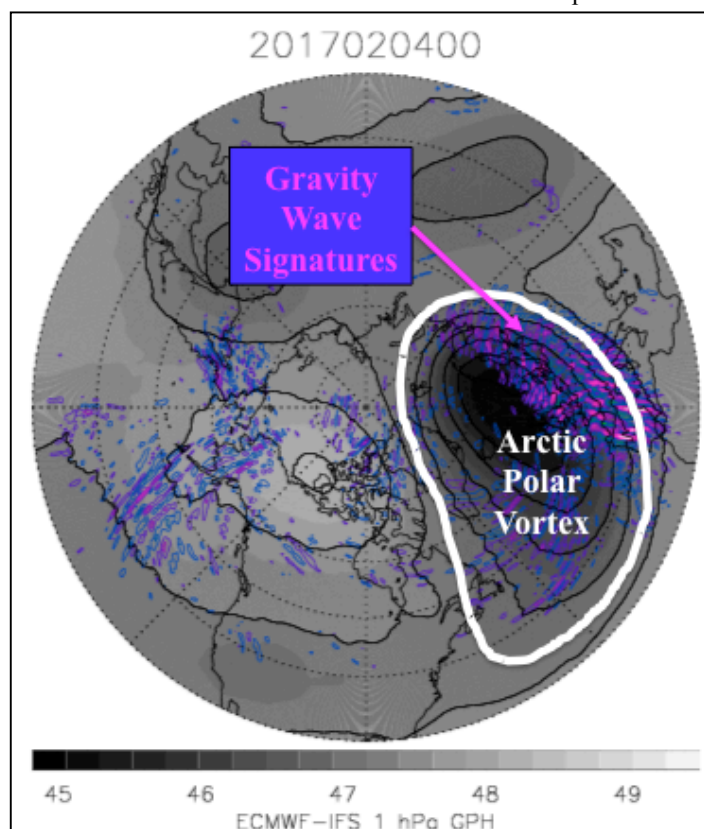 2017020400
Gravity
Wave
Signatures
Arctic
Polar
Vortex
45 46 47 48 49
ECMWF-IFS 1 hPa GPH